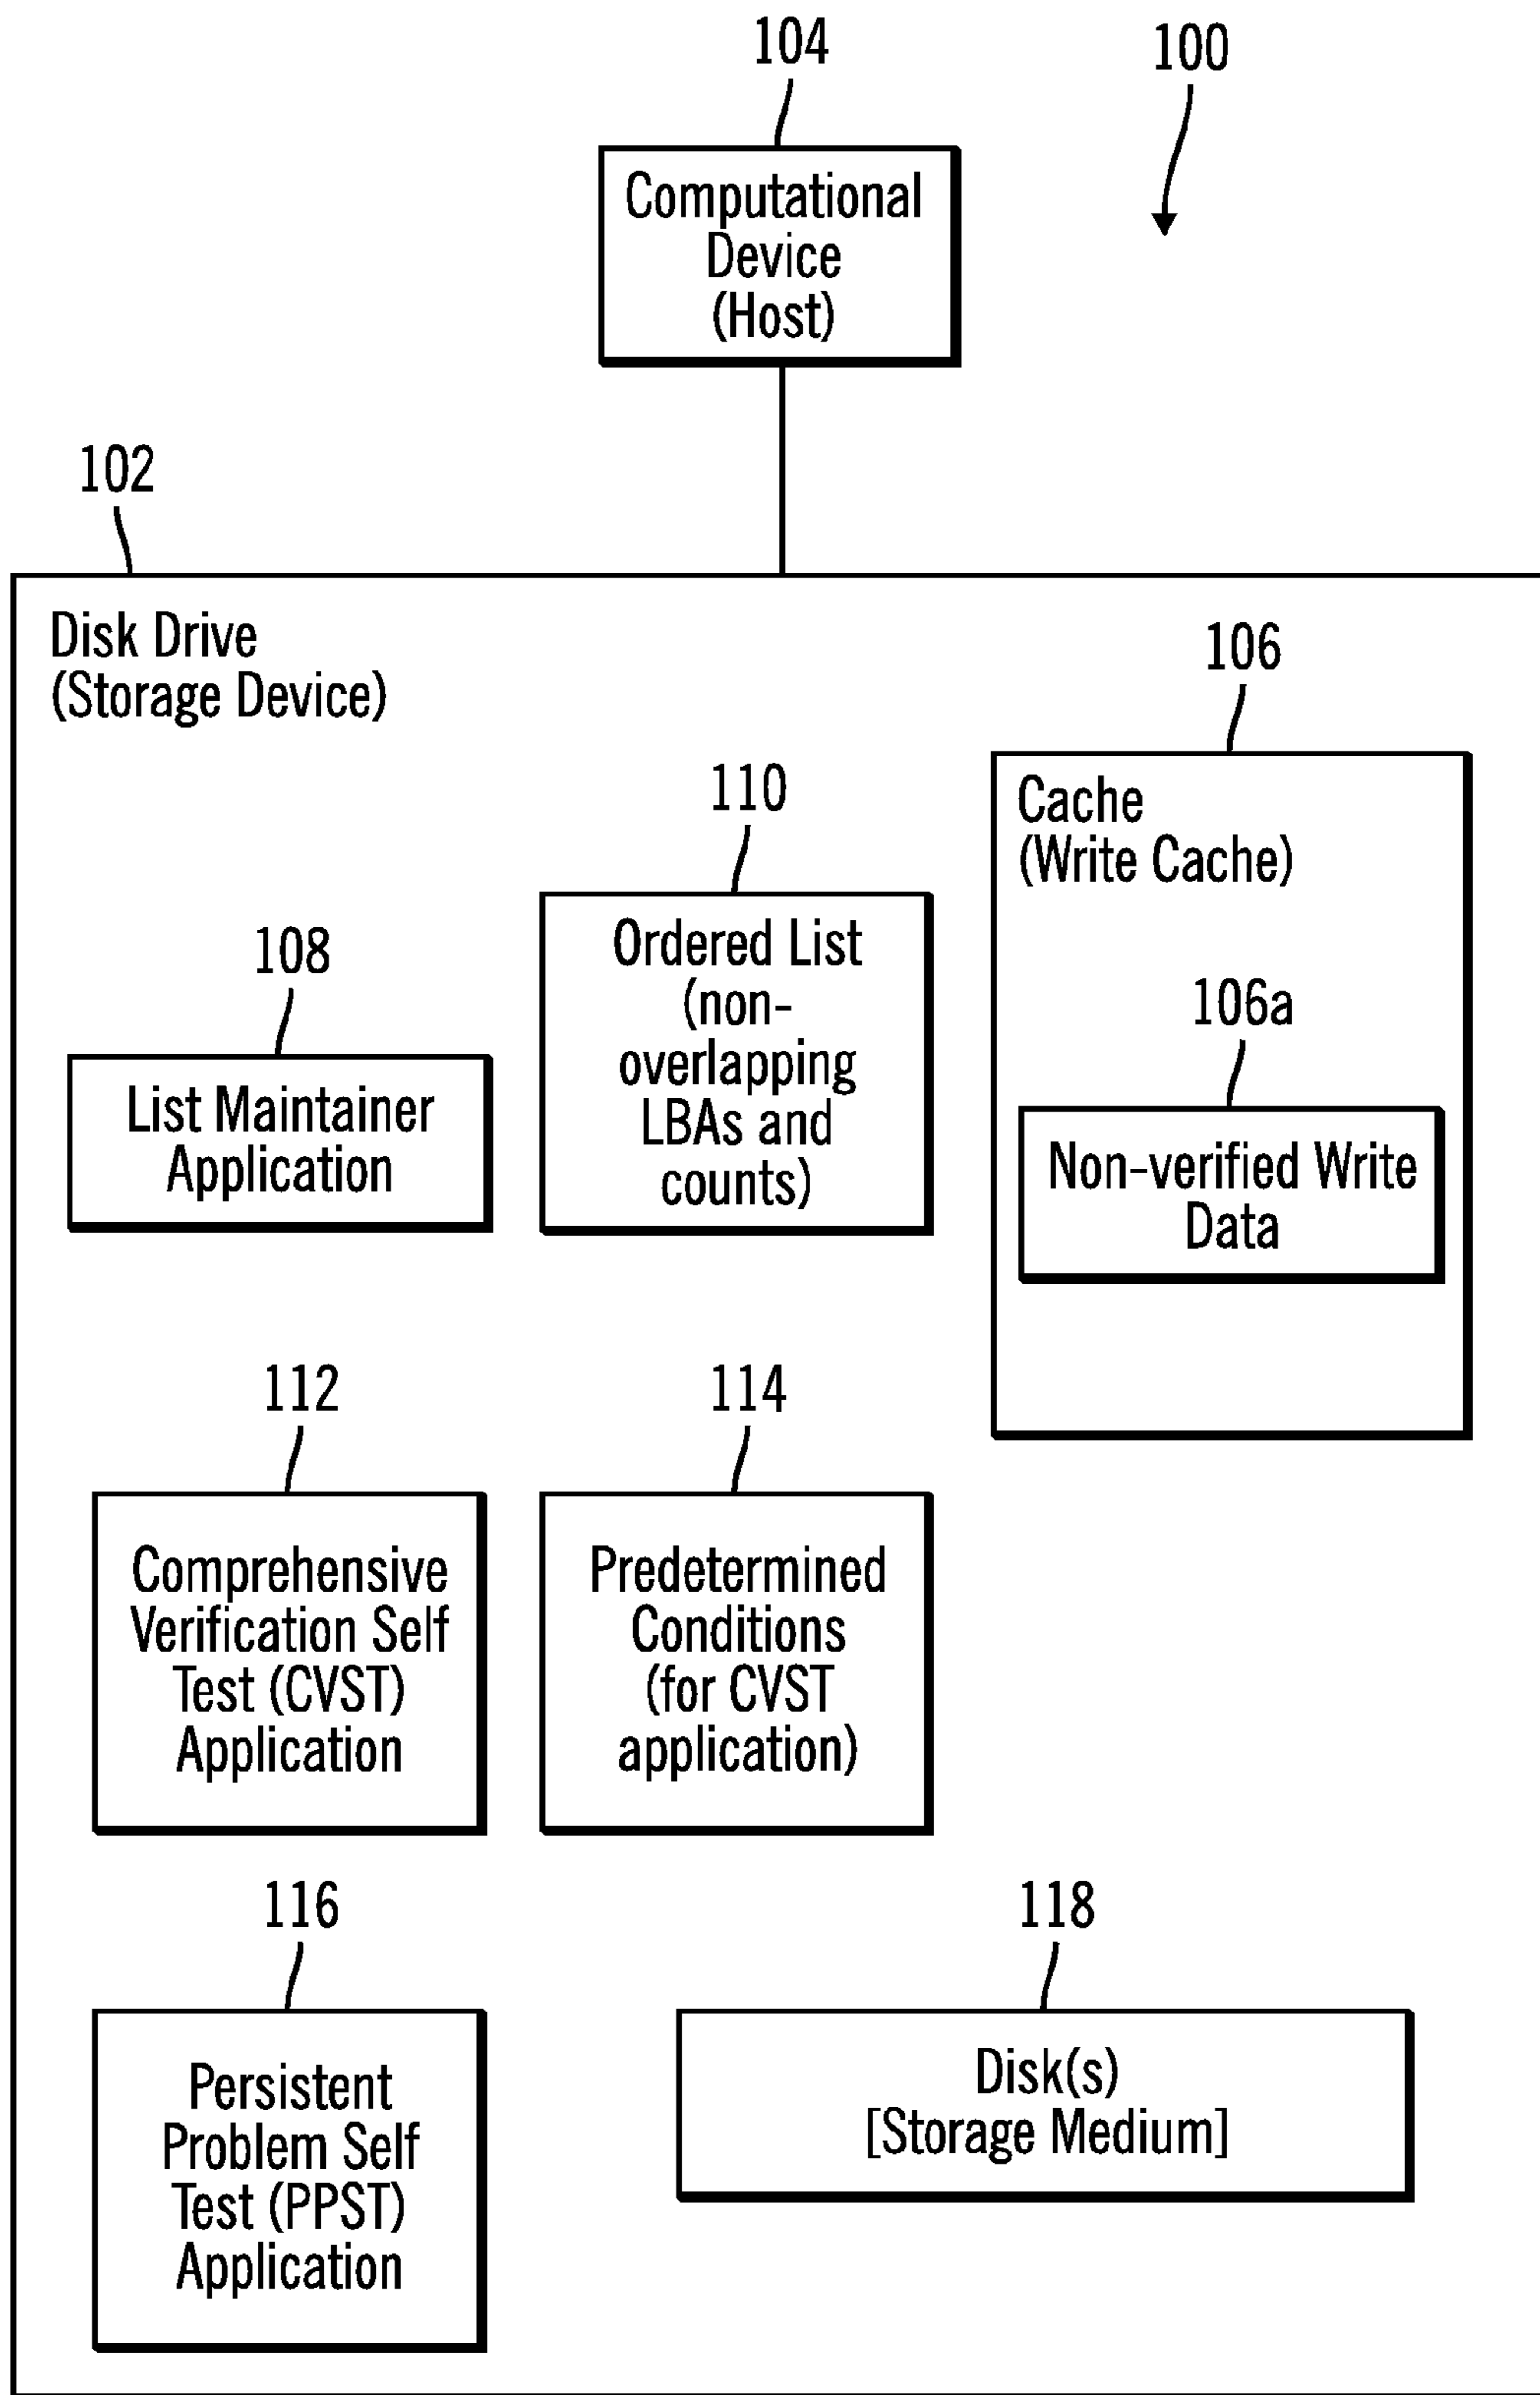 104
100
Computational
Device
(Host)
102
Disk Drive
(Storage Device)
106
Cache
(Write Cache)
110
Ordered List
(non-
overlapping
LBAs and
counts)
108
List Maintainer
Application
106a
Non-verified Write
Data
112
Comprehensive
Verification Self
Test (CVST)
Application
114
Predetermined
Conditions
(for CVST
application)
116
Persistent
Problem Self
Test (PPST)
Application
118
Disk(s)
[Storage Medium]